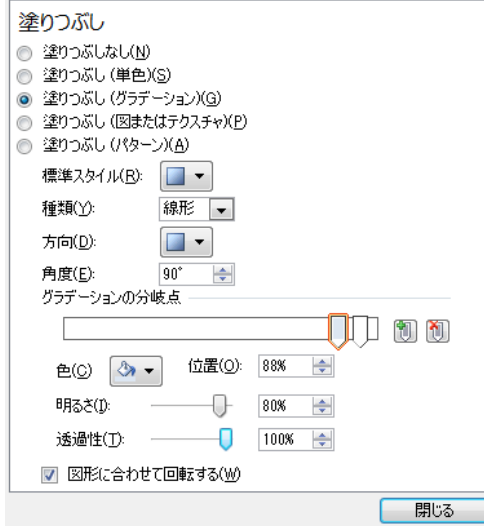 塗りつぶし
塗りつぶしなし(N)
塗りつぶし (単色)(S)
塗りつぶし (グラデーション)(G)
塗りつぶし (図またはテクスチャ)(P)
塗りつぶし (パターン)(A)
標準スタイル(R):
種類(Y): 線形
方向(D):
角度(E): 90°
グラデーションの分岐点
色(C) 位置(O): 88%
明るさ(I): 80%
透過性(T): 100%
図形に合わせて回転する(W)
閉じる